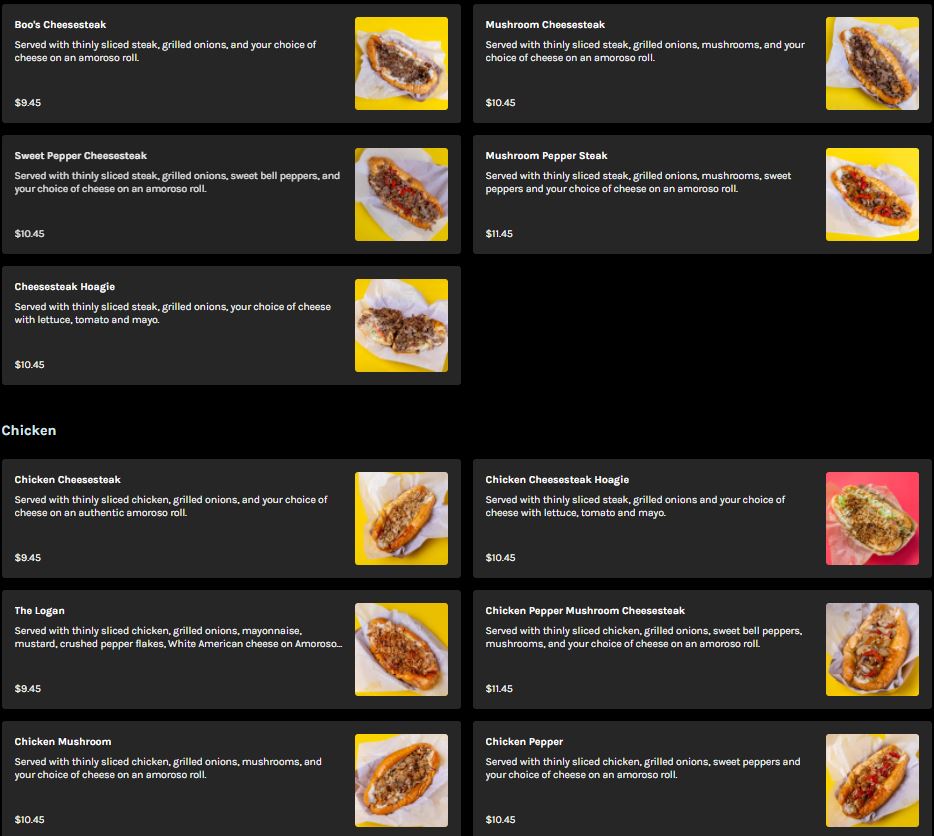 Boo's Cheesesteak
Served with thinly sliced steak, grilled onions, and your choice of
cheese on an amoroso roll.
$9.45
Mushroom Cheesesteak
Served with thinly sliced steak, grilled onions, mushrooms, and your
choice of cheese on an amoroso roll.
$10.45
Sweet Pepper Cheesesteak
Served with thinly sliced steak, grilled onions, sweet bell peppers, and
your choice of cheese on an amoroso roll.
$10.45
Mushroom Pepper Steak
Served with thinly sliced steak, grilled onions, mushrooms, sweet
peppers and your choice of cheese on an amoroso roll.
$11.45
Cheesesteak Hoagie
Served with thinly sliced steak, grilled onions, your choice of cheese
with lettuce, tomato and mayo.
$10.45
Chicken
Chicken Cheesesteak
Served with thinly sliced chicken, grilled onions, and your choice of
cheese on an authentic amoroso roll.
$9.45
Chicken Cheesesteak Hoagie
Served with thinly sliced steak, grilled onions and your choice of
cheese with lettuce, tomato and mayo.
$10.45
The Logan
Served with thinly sliced chicken, grilled onions, mayonnaise,
mustard, crushed pepper flakes, White American cheese on Amoroso...
$9.45
Chicken Pepper Mushroom Cheesesteak
Served with thinly sliced chicken, grilled onions, sweet bell peppers,
mushrooms, and your choice of cheese on an amoroso roll.
$11.45
Chicken Mushroom
Served with thinly sliced chicken, grilled onions, mushrooms, and
your choice of cheese on an amoroso roll.
$10.45
Chicken Pepper
Served with thinly sliced chicken, grilled onions, sweet peppers and
your choice of cheese on an amoroso roll.
$10.45